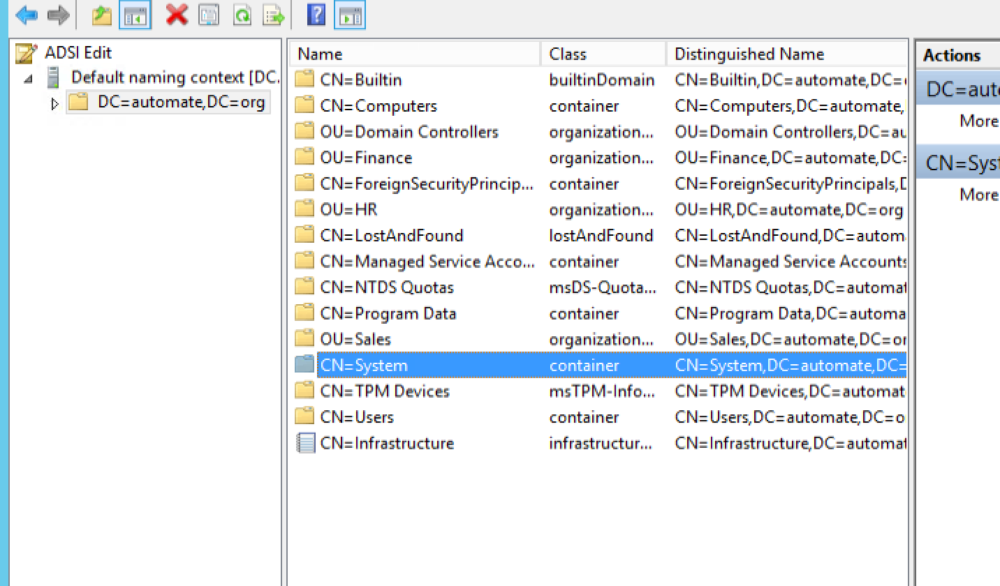 ADSI Edit
Default naming context [DC.
DC=automate,DC=org
Name Class Distinguished Name
CN=Builtin builtinDomain CN=Builtin,DC=automate,DC=
CN=Computers container CN=Computers,DC=automate,
OU=Domain Controllers organization... OU=Domain Controllers,DC=au
OU=Finance organization... OU=Finance,DC=automate,DC=
CN=ForeignSecurityPrincip... container CN=ForeignSecurityPrincipals,D
OU=HR organization... OU=HR,DC=automate,DC=org
CN=LostAndFound lostAndFound CN=LostAndFound,DC=autom
CN=Managed Service Acco... container CN=Managed Service Accounts
CN=NTDS Quotas msDS-Quota... CN=NTDS Quotas,DC=automat
CN=Program Data container CN=Program Data,DC=automa
OU=Sales organization... OU=Sales,DC=automate,DC=or
CN=System container CN=System,DC=automate,DC=
CN=TPM Devices msTPM-Info... CN=TPM Devices,DC=automat
CN=Users container CN=Users,DC=automate,DC=o
CN=Infrastructure infrastructur... CN=Infrastructure,DC=automat
Actions
DC=auto
More
CN=Syst
More